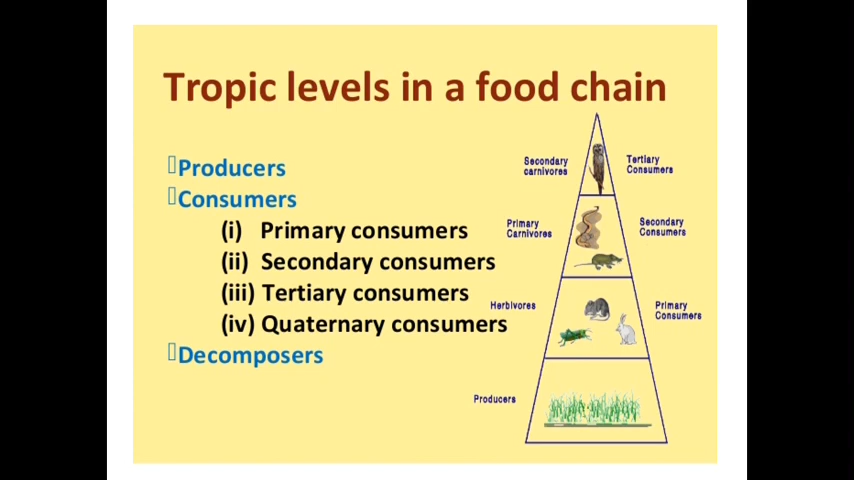 Tropic levels in a food chain
Producers
Consumers
(i) Primary consumers
(ii) Secondary consumers
(iii) Tertiary consumers
(iv) Quaternary consumers
Decomposers
Secondary
carnivores
Tertiary
Consumers
Primary
Carnivores
Secondary
Consumers
Herbivores
Primary
Consumers
Producers